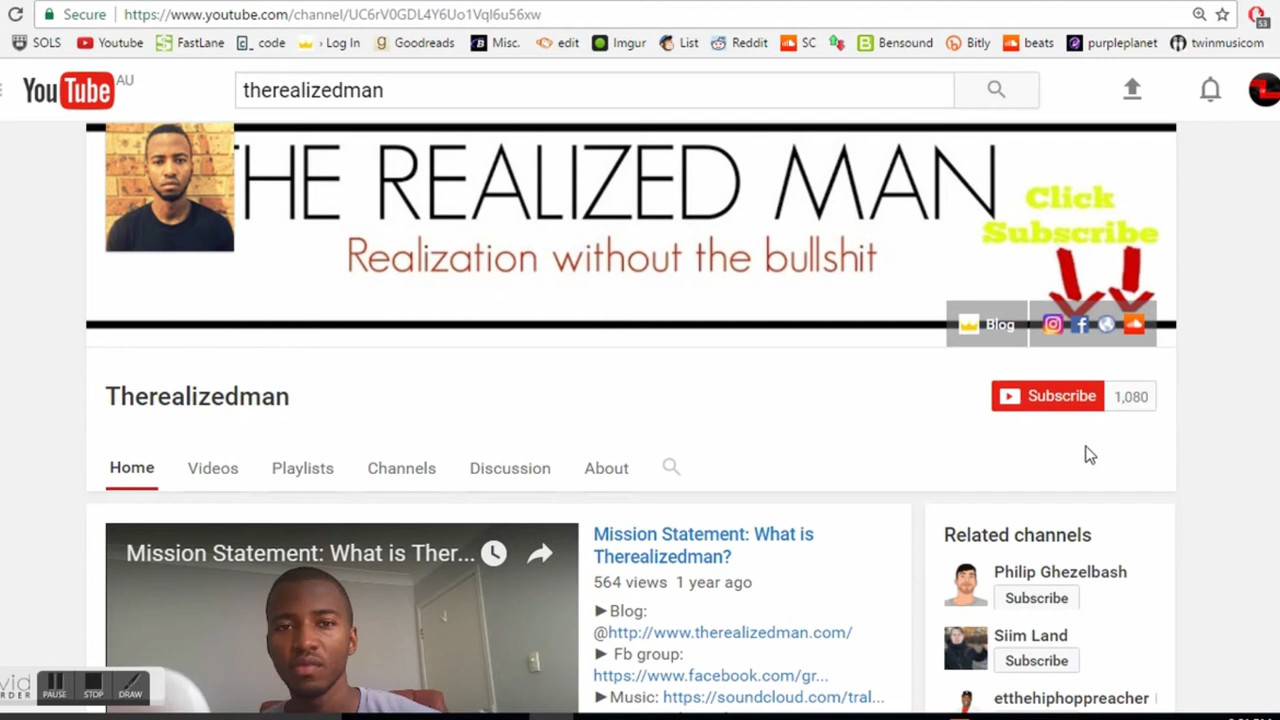 Secure https://www.youtube.com/channel/UC6rV0GDL4Y6Uo1Vql6u56xw
53
SOLS Youtube FastLane code › Log In Goodreads Misc. edit Imgur List Reddit SC Bensound Bitly beats purpleplanet twinmusicom
YouTube AU therealizedman
THE REALIZED MAN
Realization without the bullshit
Click
Subscribe
Blog
Therealizedman
Subscribe 1,080
Home Videos Playlists Channels Discussion About
Mission Statement: What is Ther...
Mission Statement: What is
Therealizedman?
564 views 1 year ago
►Blog:
@http://www.therealizedman.com/
► Fb group:
https://www.facebook.com/gr...
►Music: https://soundcloud.com/tral...
Related channels
Philip Ghezelbash
Subscribe
Siim Land
Subscribe
etthehiphoppreacher
PAUSE STOP DRAW